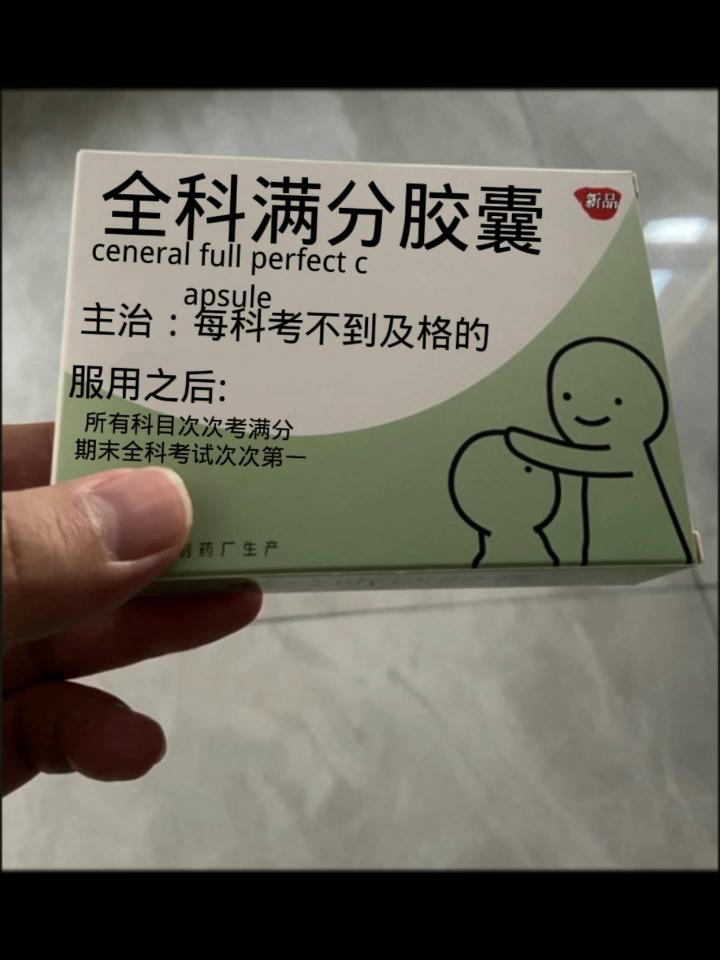 全科满分胶囊
新品
ceneral full perfect c
apsule
主治：每科考不到及格的
服用之后:
所有科目次次考满分
期末全科考试次次第一
制药厂生产